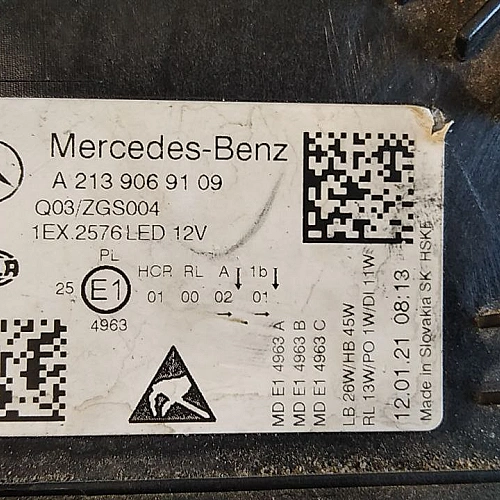 Mercedes-Benz
A 213 906 91 09
Q03/ZGS004
1EX.2576 LED 12V
PL
HCR RL A 1b
25 E1 01 00 02 01
4963
MD E1 4963 A
MD E1 4963 B
MD E1 4963 C
LB 26W/HB 45W
RL 13W/PO 1W/DI 11W
12.01.21 08:13
Made In Slovakia SK HSKE